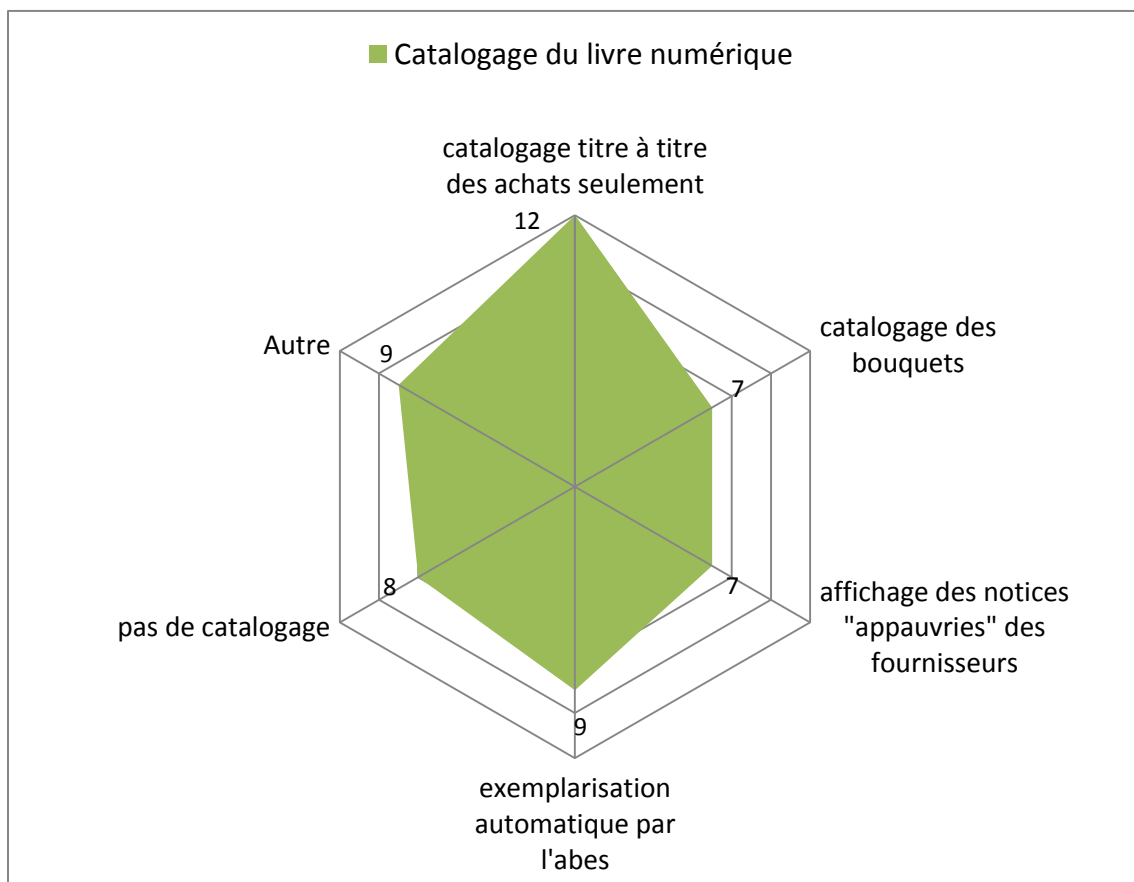 Catalogage du livre numérique
catalogage titre à titre
des achats seulement
12
catalogage des
bouquets
7
Autre
9
affichage des notices
"appauvries" des
fournisseurs
7
pas de catalogage
8
9
exemplarisation
automatique par
l'abes